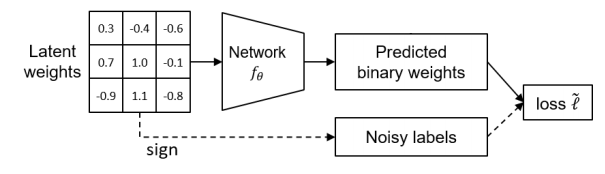 Latent
weights
0.3 -0.4 -0.6
0.7 1.0 -0.1
-0.9 1.1 -0.8
Network
f_θ
Predicted
binary weights
sign
Noisy labels
loss ℓ̃